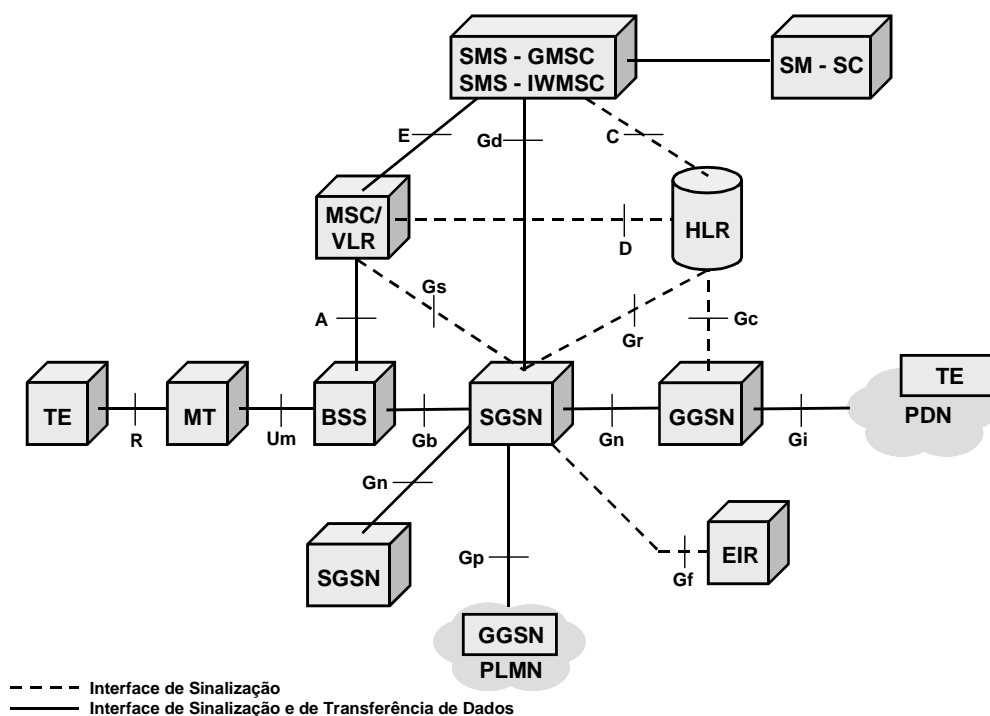 SMS - GMSC
SMS - IWMSC
SM - SC
E
Gd
C
MSC/
VLR
HLR
D
Gs
A
Gr
Gc
TE
MT
BSS
SGSN
GGSN
TE
PDN
R
Um
Gb
Gn
Gi
Gn
SGSN
Gp
EIR
Gf
GGSN
PLMN
Interface de Sinalização
Interface de Sinalização e de Transferência de Dados